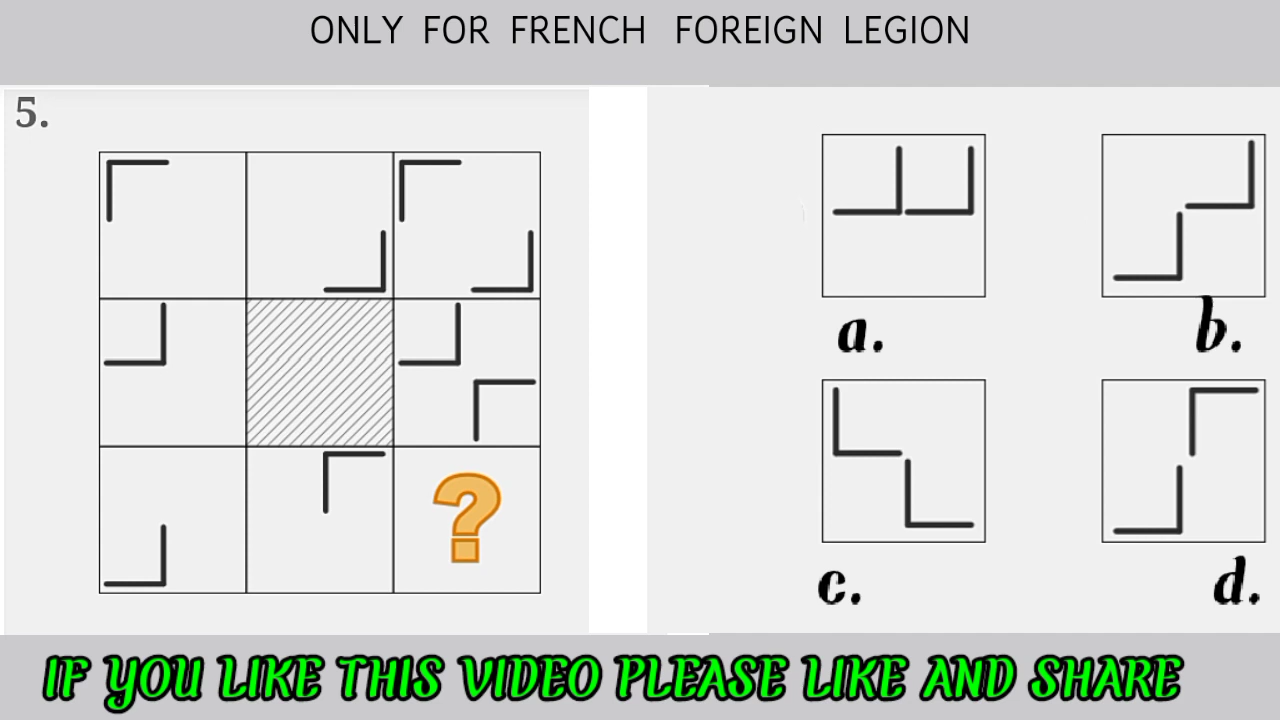 ONLY FOR FRENCH FOREIGN LEGION
5.
?
a.
b.
c.
d.
IF YOU LIKE THIS VIDEO PLEASE LIKE AND SHARE